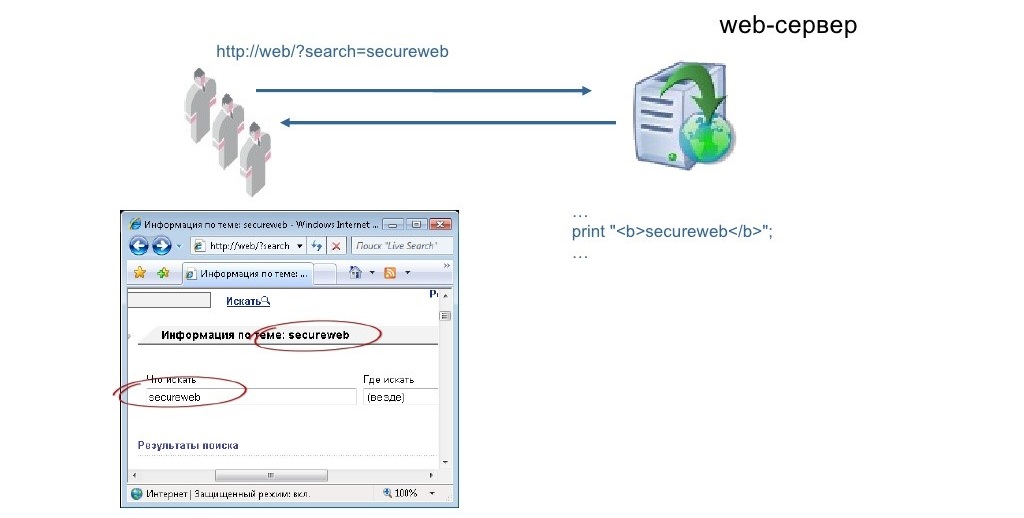 web-сервер
http://web/?search=secureweb
Информация по теме: secureweb - Windows Internet ...
http://web/?search
Поиск "Live Search"
Информация по теме: ...
Искать
Информация по теме: secureweb
Что искать
Где искать
secureweb
(везде)
Результаты поиска
Интернет | Защищенный режим: вкл.
100%
...
print "<b>secureweb</b>";
...